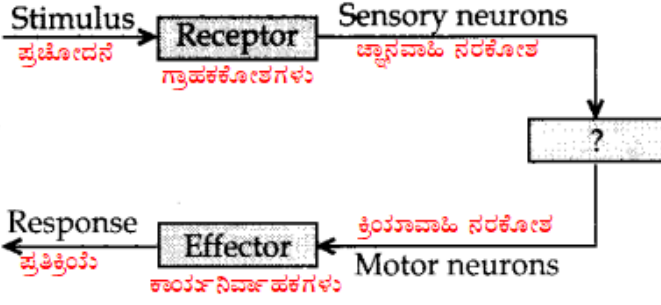 Stimulus
ಪ್ರಚೋದನೆ
Receptor
ಗ್ರಾಹಕಕೋಶಗಳು
Sensory neurons
ಜ್ಞಾನವಾಹಿ ನರಕೋಶ
?
Response
ಪ್ರತಿಕ್ರಿಯೆ
Effector
ಕಾರ್ಯನಿರ್ವಾಹಕಗಳು
ಕ್ರಿಯಾವಾಹಿ ನರಕೋಶ
Motor neurons